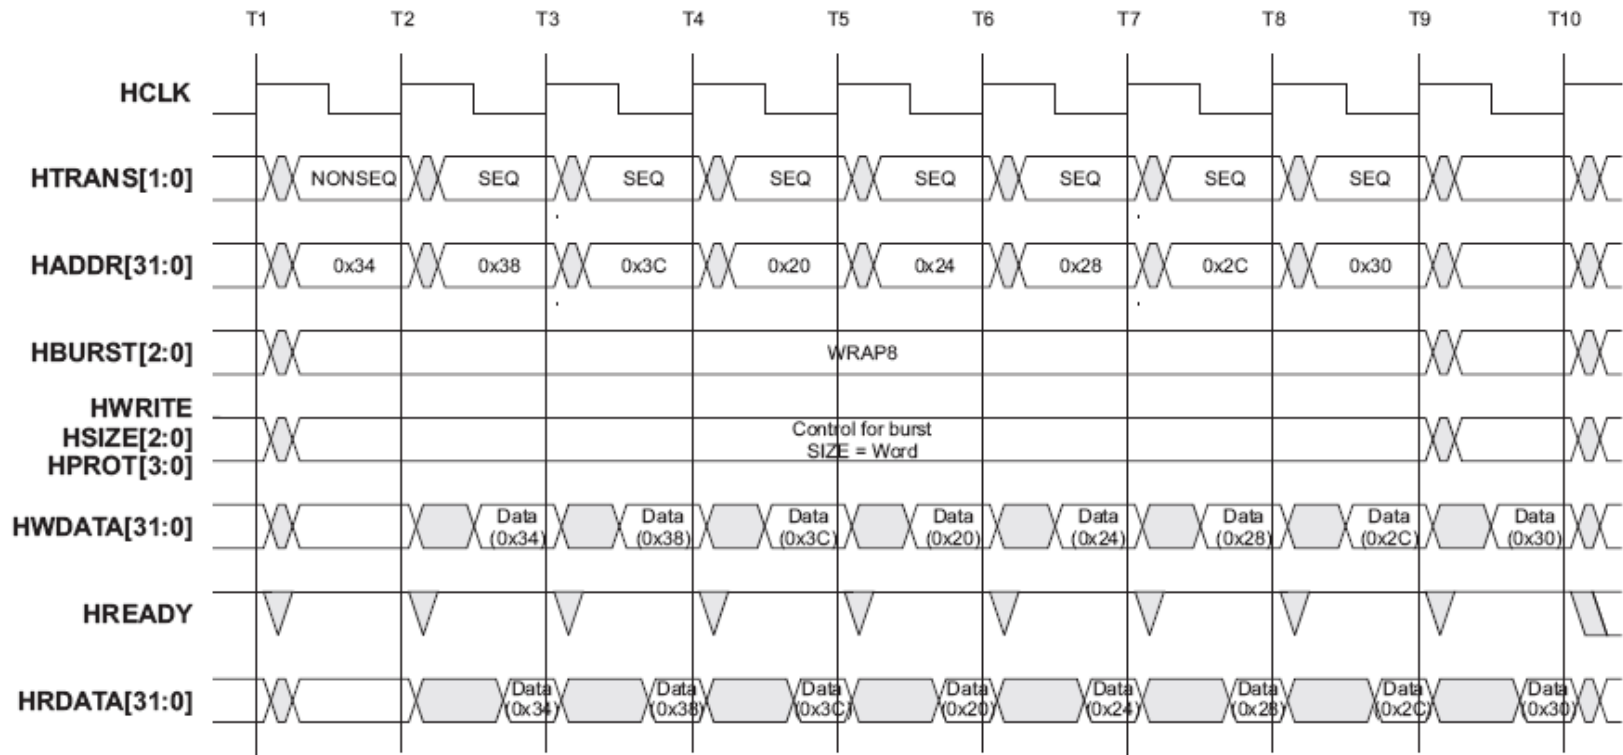 T1 T2 T3 T4 T5 T6 T7 T8 T9 T10
HCLK
HTRANS[1:0] NONSEQ SEQ SEQ SEQ SEQ SEQ SEQ SEQ
HADDR[31:0] 0x34 0x38 0x3C 0x20 0x24 0x28 0x2C 0x30
HBURST[2:0] WRAP8
HWRITE
HSIZE[2:0]
HPROT[3:0]
Control for burst
SIZE = Word
HWDATA[31:0]
Data Data Data Data Data Data Data Data
(0x34) (0x38) (0x3C) (0x20) (0x24) (0x28) (0x2C) (0x30)
HREADY
HRDATA[31:0]
Data Data Data Data Data Data Data Data
(0x34) (0x38) (0x3C) (0x20) (0x24) (0x28) (0x2C) (0x30)